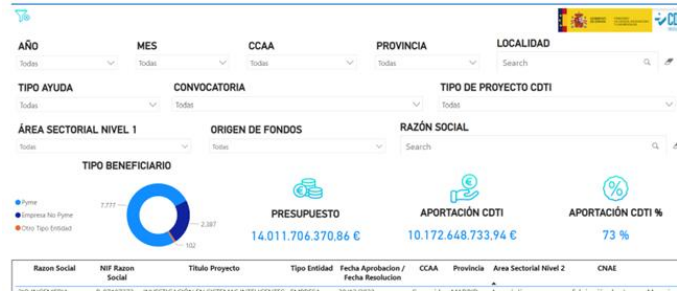 AÑO MES CCAA PROVINCIA LOCALIDAD
Todas Todas Todas Todas Search
TIPO AYUDA CONVOCATORIA TIPO DE PROYECTO CDTI
Todas Todas Todas
ÁREA SECTORIAL NIVEL 1 ORIGEN DE FONDOS RAZÓN SOCIAL
Todas Todas Search
TIPO BENEFICIARIO
Pyme
Empresa No Pyme
Otro Tipo Entidad
7,777
2,387
102
PRESUPUESTO
14.011.706.370,86 €
APORTACIÓN CDTI
10.172.648.733,94 €
APORTACIÓN CDTI %
73 %
Razon Social NIF Razon Social Título Proyecto Tipo Entidad Fecha Aprobacion / Fecha Resolucion CCAA Provincia Area Sectorial Nivel 2 CNAE